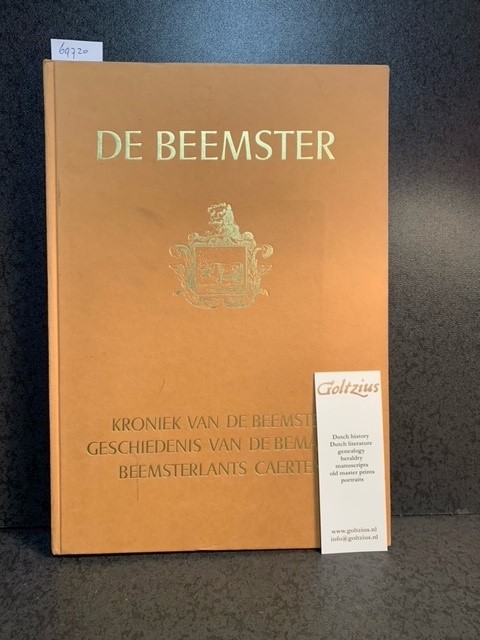 69720
DE BEEMSTER
KRONIEK VAN DE BEEMSTE
GESCHIEDENIS VAN DE BEMA
BEEMSTERLANTS CAERTE
Goltzius
Dutch history
Dutch literature
genealogy
heraldry
manuscripts
old master prints
portraits
www.goltzius.nl
info@goltzius.nl